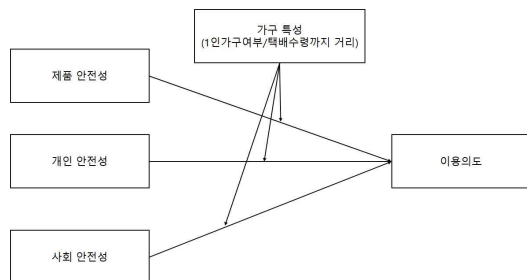 가구 특성
(1인가구여부/택배수령까지 거리)
제품 안전성
개인 안전성
이용의도
사회 안전성